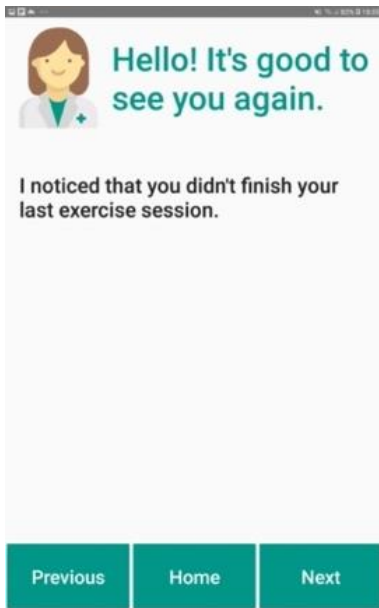 Hello! It's good to
see you again.
I noticed that you didn't finish your
last exercise session.
Previous
Home
Next